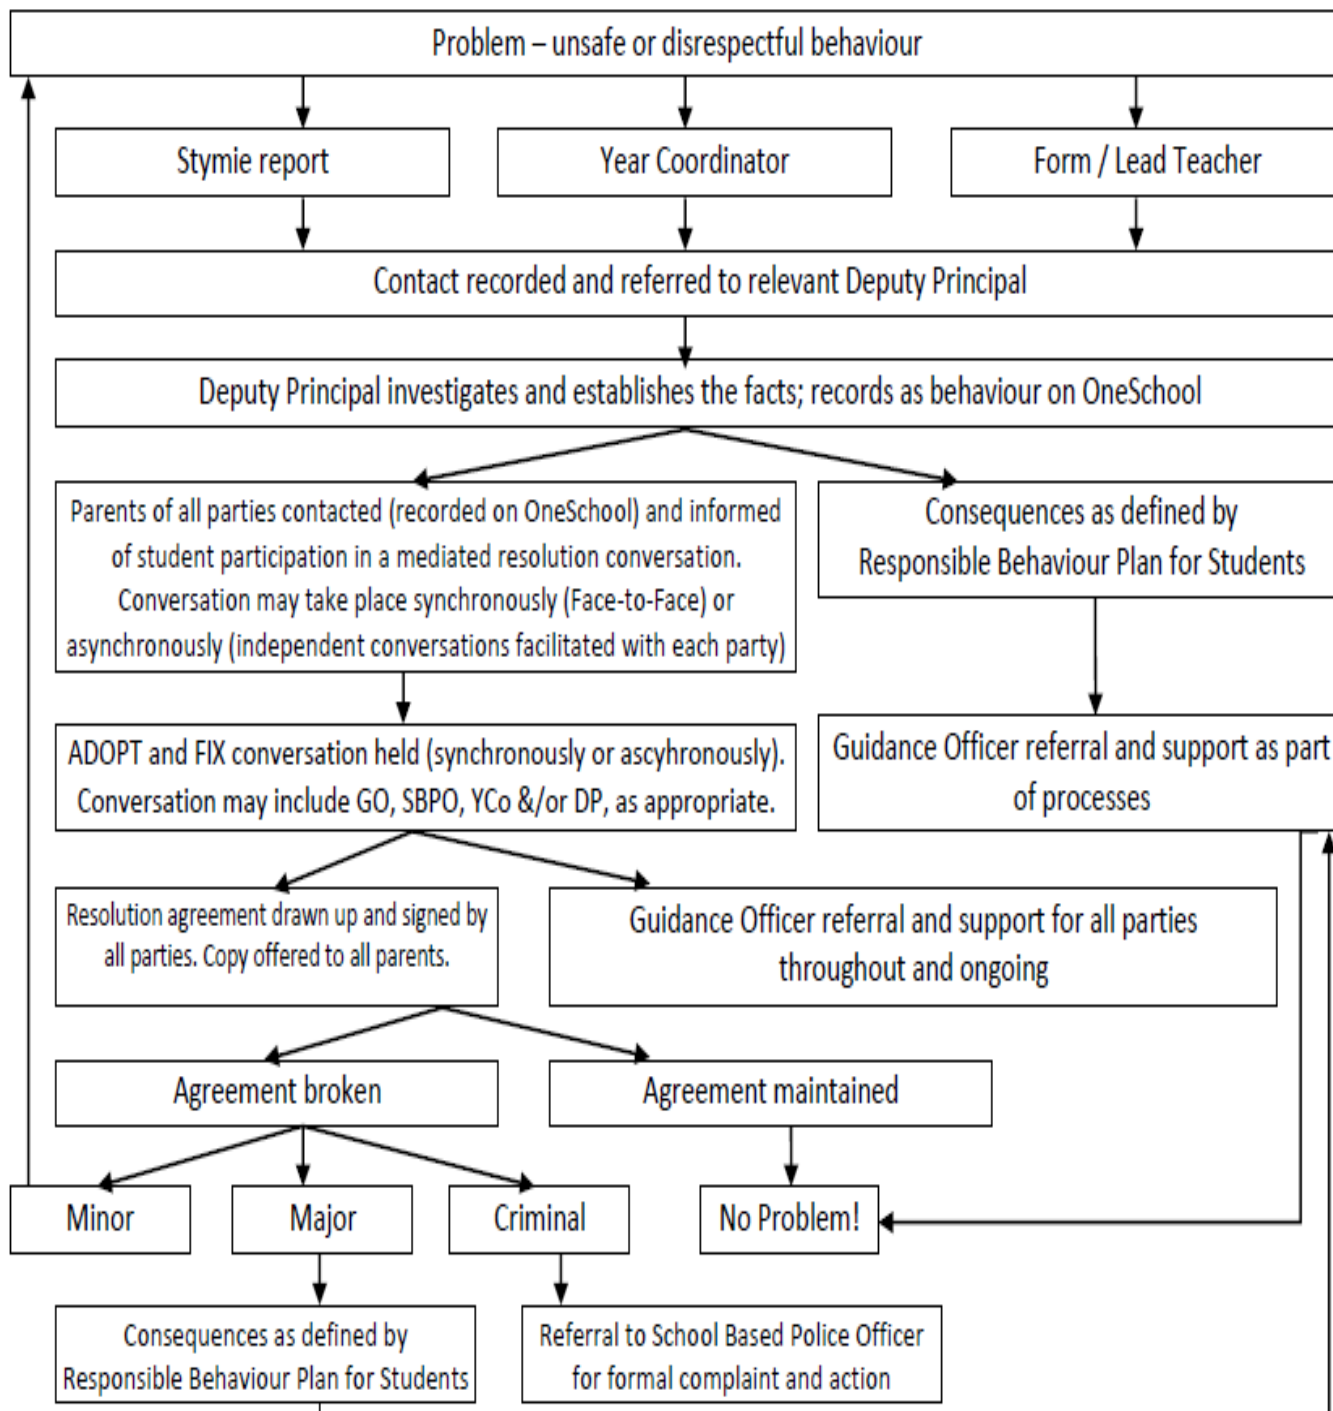 Problem – unsafe or disrespectful behaviour
Stymie report
Year Coordinator
Form / Lead Teacher
Contact recorded and referred to relevant Deputy Principal
Deputy Principal investigates and establishes the facts; records as behaviour on OneSchool
Parents of all parties contacted (recorded on OneSchool) and informed
of student participation in a mediated resolution conversation.
Conversation may take place synchronously (Face-to-Face) or
asynchronously (independent conversations facilitated with each party)
Consequences as defined by
Responsible Behaviour Plan for Students
ADOPT and FIX conversation held (synchronously or ascyhronously).
Conversation may include GO, SBPO, YCo &/or DP, as appropriate.
Guidance Officer referral and support as part
of processes
Resolution agreement drawn up and signed by
all parties. Copy offered to all parents.
Guidance Officer referral and support for all parties
throughout and ongoing
Agreement broken
Agreement maintained
Minor
Major
Criminal
No Problem!
Consequences as defined by
Responsible Behaviour Plan for Students
Referral to School Based Police Officer
for formal complaint and action